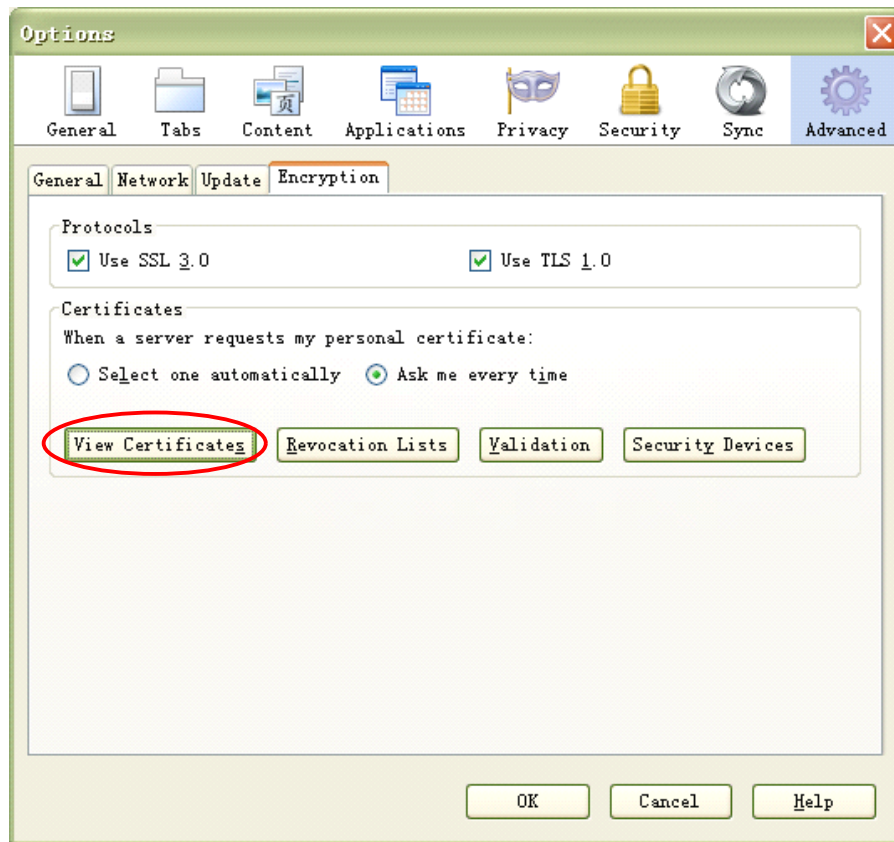 Options
General Tabs Content Applications Privacy Security Sync Advanced
页
General Network Update Encryption
Protocols
Use SSL 3.0 Use TLS 1.0
Certificates
When a server requests my personal certificate:
Select one automatically Ask me every time
View Certificates Revocation Lists Validation Security Devices
OK Cancel Help